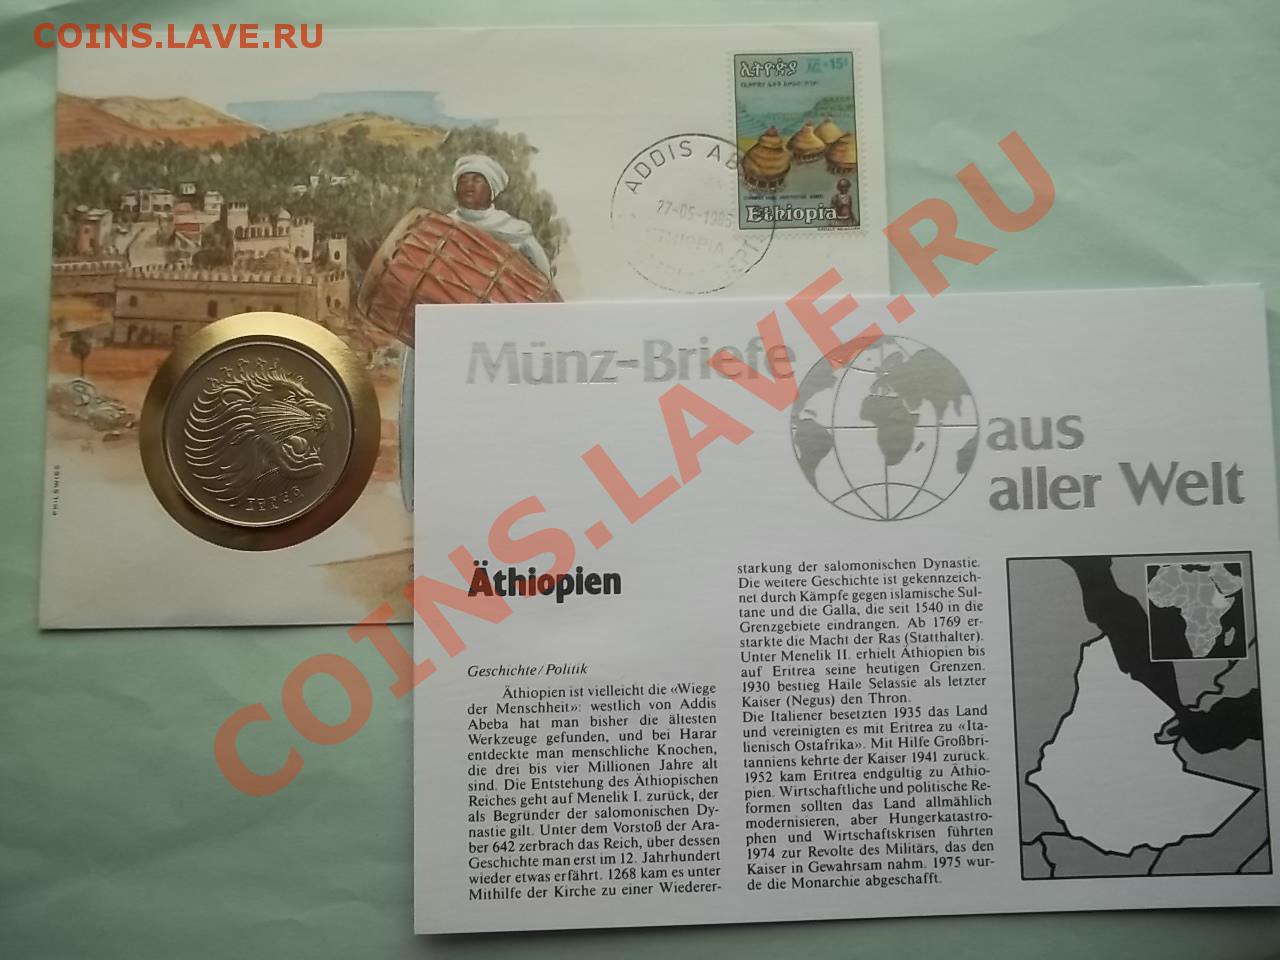 COINS.LAVE.RU
ኢትዮጵያ
15
Ethiopia
ADDIS AB
27-05-1985
ETHIOPIA
PHILSWISS
Münz-Briefe
aus
aller Welt
Äthiopien
Geschichte/Politik
Äthiopien ist vielleicht die «Wiege
der Menschheit»: westlich von Addis
Abeba hat man bisher die ältesten
Werkzeuge gefunden, und bei Harar
entdeckte man menschliche Knochen,
die drei bis vier Millionen Jahre alt
sind. Die Entstehung des Äthiopischen
Reiches geht auf Menelik I. zurück, der
als Begründer der salomonischen Dy-
nastie gilt. Unter dem Vorstoß der Ara-
ber 642 zerbrach das Reich, über dessen
Geschichte man erst im 12. Jahrhundert
wieder etwas erfährt. 1268 kam es unter
Mithilfe der Kirche zu einer Wiederer-
starkung der salomonischen Dynastie.
Die weitere Geschichte ist gekennzeich-
net durch Kämpfe gegen islamische Sul-
tane und die Galla, die seit 1540 in die
Grenzgebiete eindrangen. Ab 1769 er-
starkte die Macht der Ras (Statthalter).
Unter Menelik II. erhielt Äthiopien bis
auf Eritrea seine heutigen Grenzen.
1930 bestieg Haile Selassie als letzter
Kaiser (Negus) den Thron.
Die Italiener besetzten 1935 das Land
und vereinigten es mit Eritrea zu «Ita-
lienisch Ostafrika». Mit Hilfe Großbri-
tanniens kehrte der Kaiser 1941 zurück.
1952 kam Eritrea endgültig zu Äthio-
pien. Wirtschaftliche und politische Re-
formen sollten das Land allmählich
modernisieren, aber Hungerkatastro-
phen und Wirtschaftskrisen führten
1974 zur Revolte des Militärs, das den
Kaiser in Gewahrsam nahm. 1975 wur-
de die Monarchie abgeschafft.
COINS.LAVE.RU